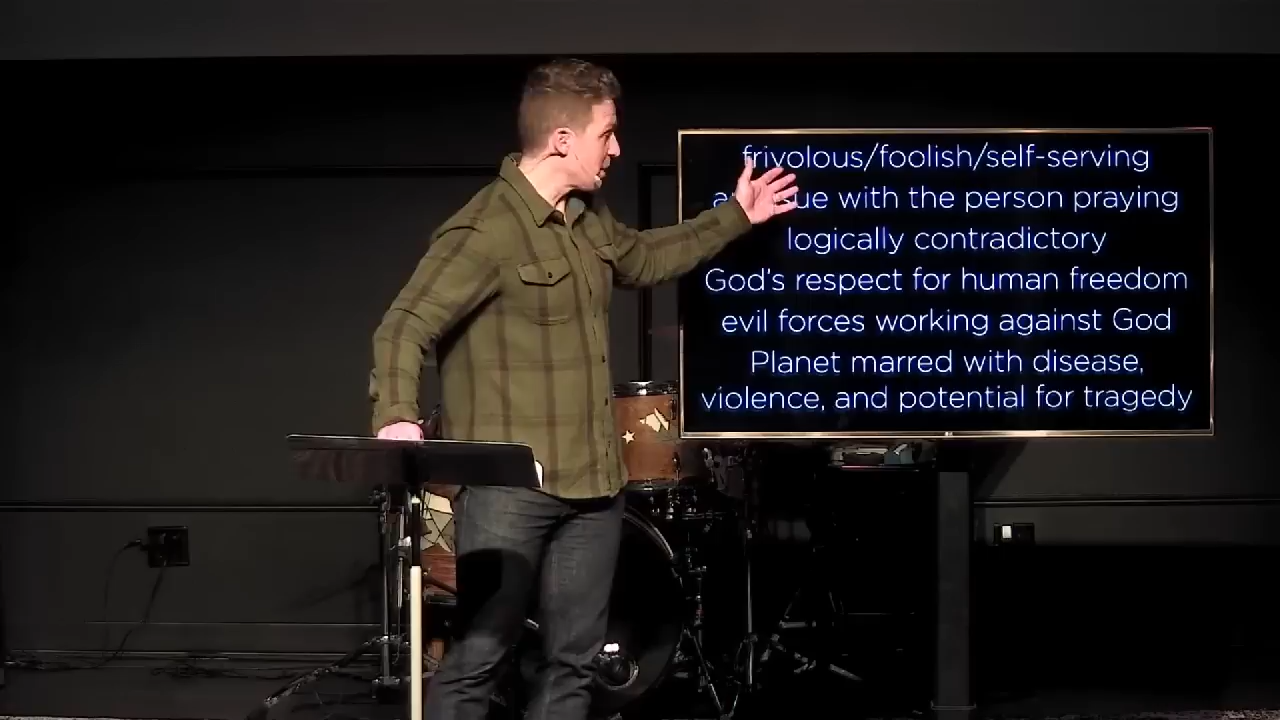 frivolous/foolish/self-serving
with the person praying
logically contradictory
God's respect for human freedom
evil forces working against God
Planet marred with disease,
violence, and potential for tragedy